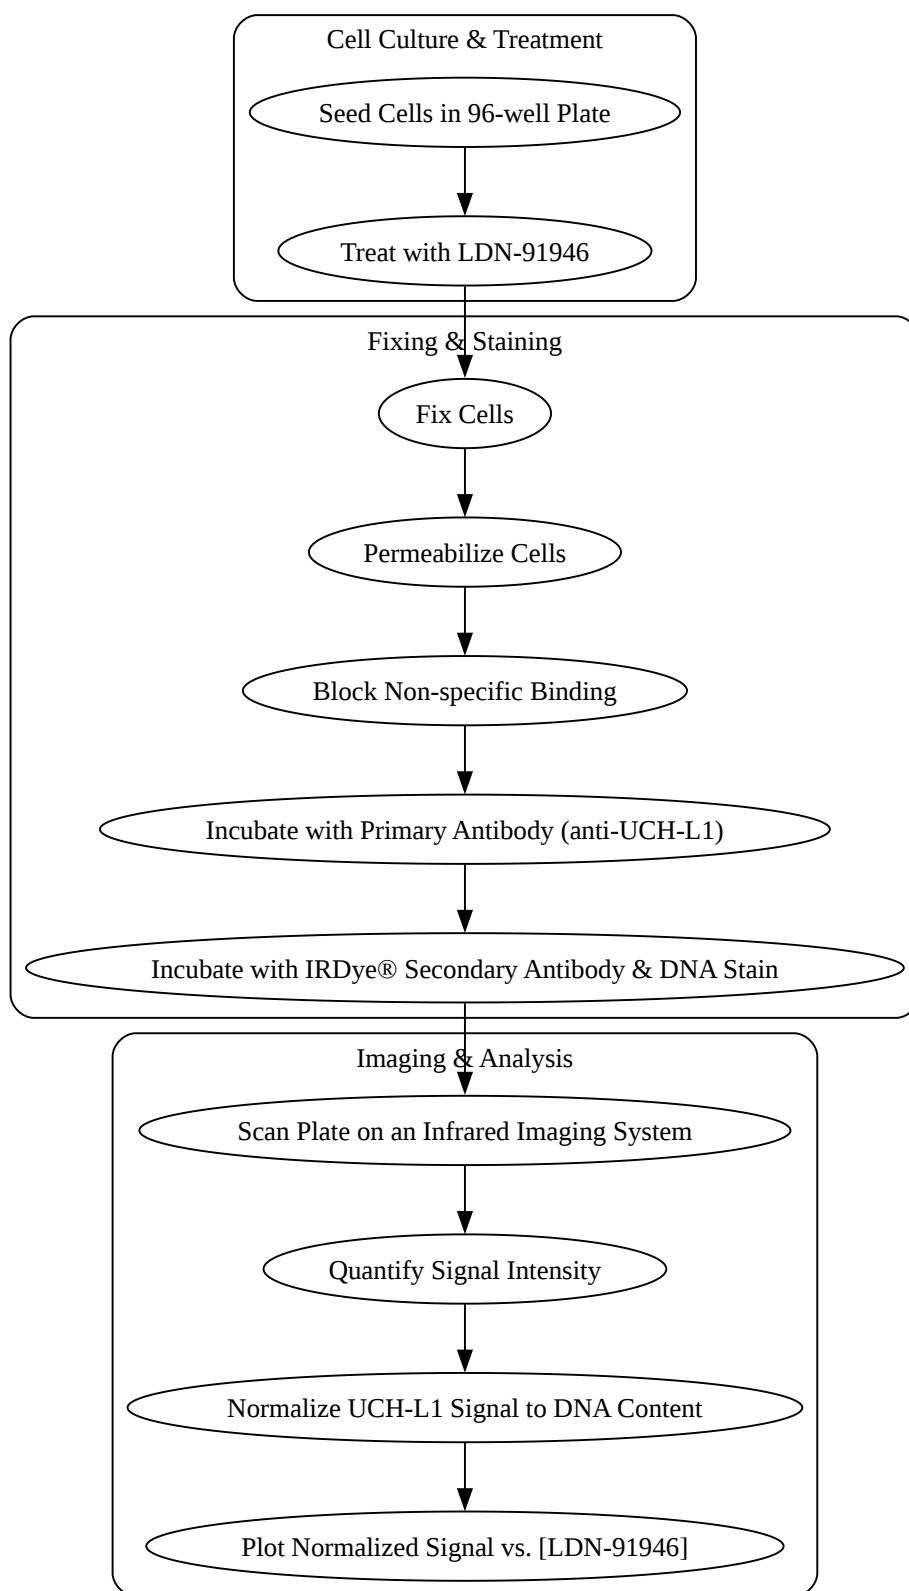 Cell Culture & Treatment
Seed Cells in 96-well Plate
Treat with LDN-91946
Fixing & Staining
Fix Cells
Permeabilize Cells
Block Non-specific Binding
Incubate with Primary Antibody (anti-UCH-L1)
Incubate with IRDye® Secondary Antibody & DNA Stain
Imaging & Analysis
Scan Plate on an Infrared Imaging System
Quantify Signal Intensity
Normalize UCH-L1 Signal to DNA Content
Plot Normalized Signal vs. [LDN-91946]